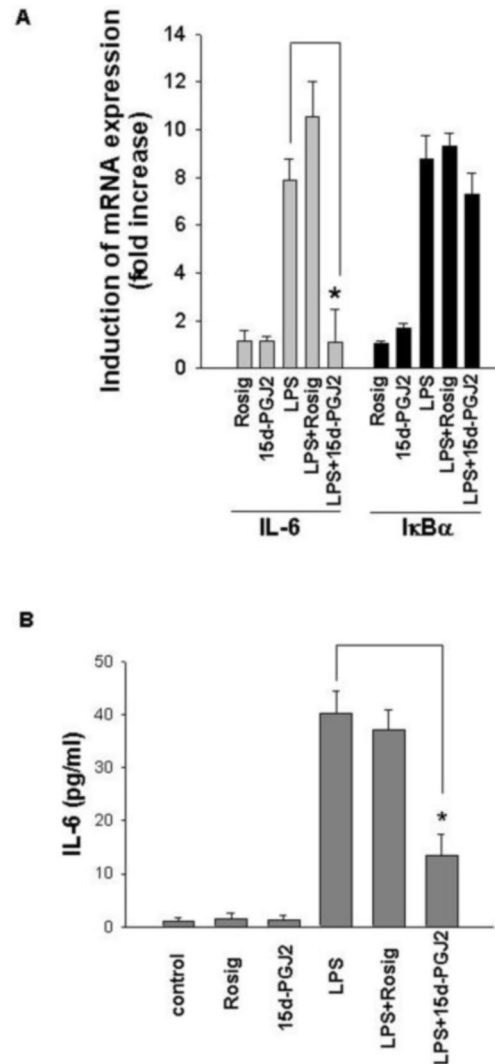 A
Induction of mRNA expression
(fold increase)
14
12
10
8
6
4
2
0
*
Rosig
15d-PGJ2
LPS
LPS+Rosig
LPS+15d-PGJ2
Rosig
15d-PGJ2
LPS
LPS+Rosig
LPS+15d-PGJ2
IL-6
IκBα
B
IL-6 (pg/ml)
50
40
30
20
10
0
*
control
Rosig
15d-PGJ2
LPS
LPS+Rosig
LPS+15d-PGJ2